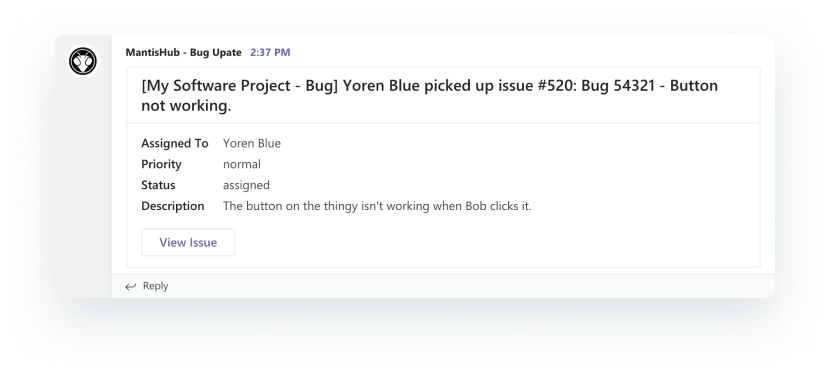 MantisHub - Bug Upate 2:37 PM
[My Software Project - Bug] Yoren Blue picked up issue #520: Bug 54321 - Button
not working.
Assigned To Yoren Blue
Priority normal
Status assigned
Description The button on the thingy isn't working when Bob clicks it.
View Issue
Reply